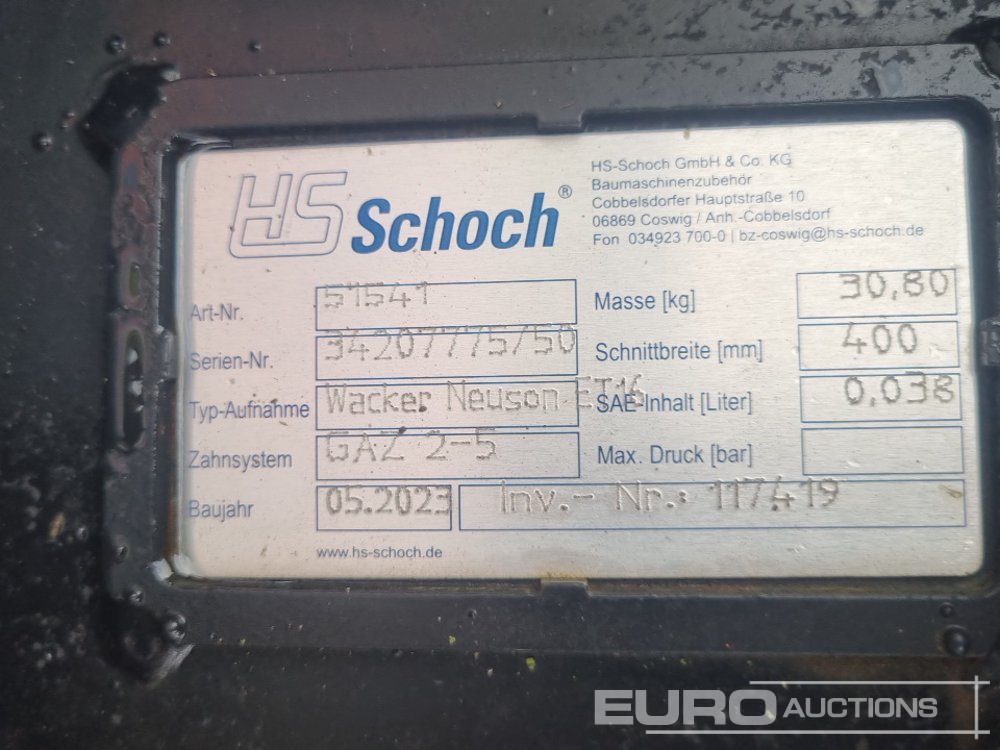 HS Schoch®
HS-Schoch GmbH & Co. KG
Baumaschinenzubehör
Cobbelsdorfer Hauptstraße 10
06869 Coswig / Anh.-Cobbelsdorf
Fon 034923 700-0 | bz-coswig@hs-schoch.de
Art-Nr. 51541 Masse [kg] 30,80
Serien-Nr. 34207775/50 Schnittbreite [mm] 400
Typ-Aufnahme Wacker Neuson ET16 SAE-Inhalt [Liter] 0,038
Zahnsystem GAZ 2-5 Max. Druck [bar]
Baujahr 05.2023 Inv.- Nr.: 117419
www.hs-schoch.de
EURO AUCTIONS